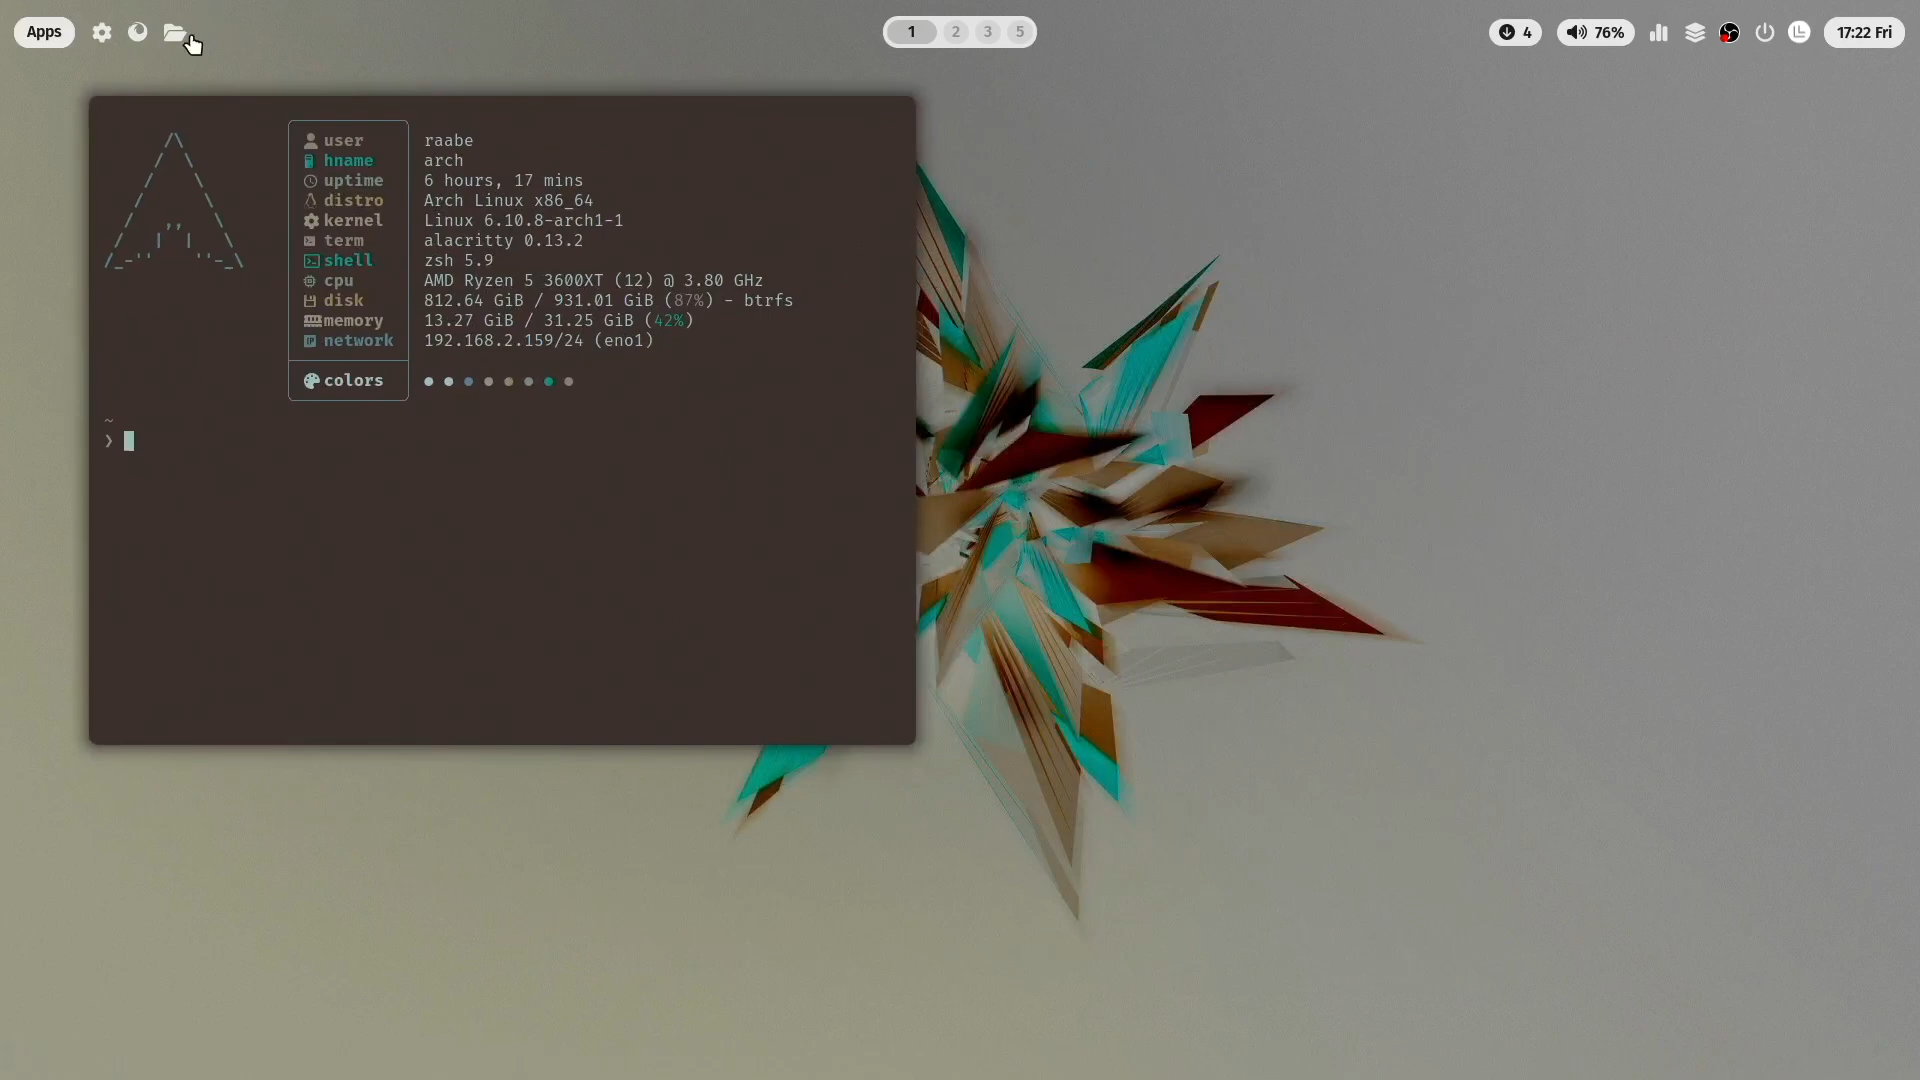 Apps
1 2 3 5
4
76%
17:22 Fri
user raabe
hname arch
uptime 6 hours, 17 mins
distro Arch Linux x86_64
kernel Linux 6.10.8-arch1-1
term alacritty 0.13.2
shell zsh 5.9
cpu AMD Ryzen 5 3600XT (12) @ 3.80 GHz
disk 812.64 GiB / 931.01 GiB (87%) - btrfs
memory 13.27 GiB / 31.25 GiB (42%)
network 192.168.2.159/24 (eno1)
colors
~
❯